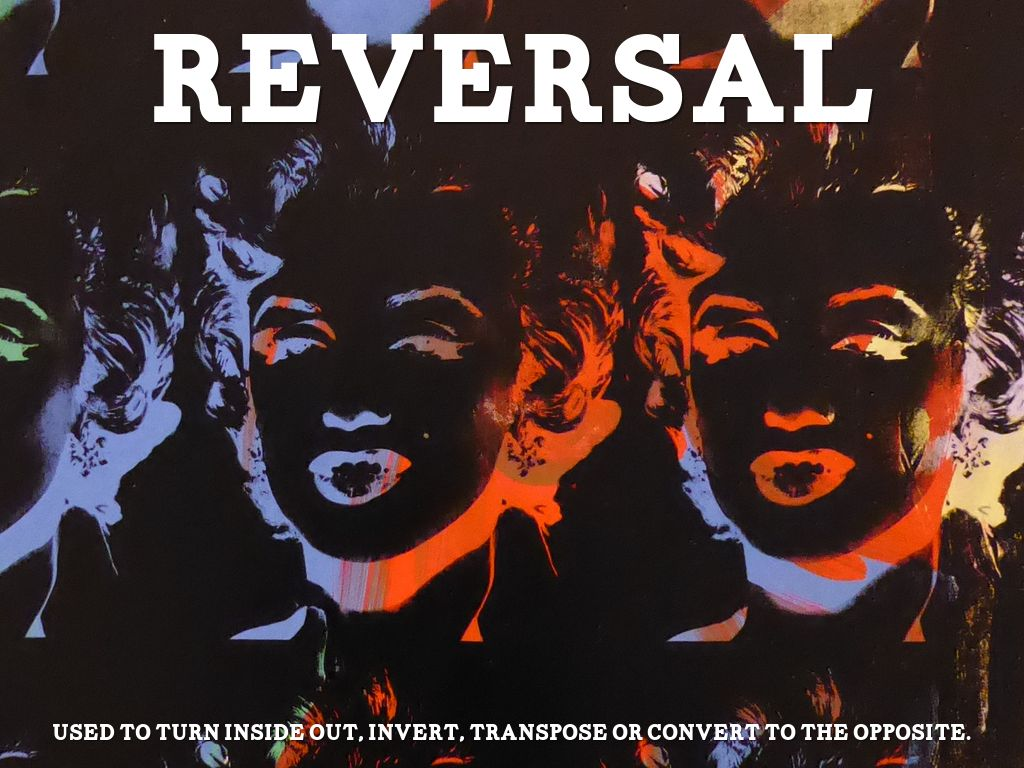 REVERSAL
USED TO TURN INSIDE OUT, INVERT, TRANSPOSE OR CONVERT TO THE OPPOSITE.